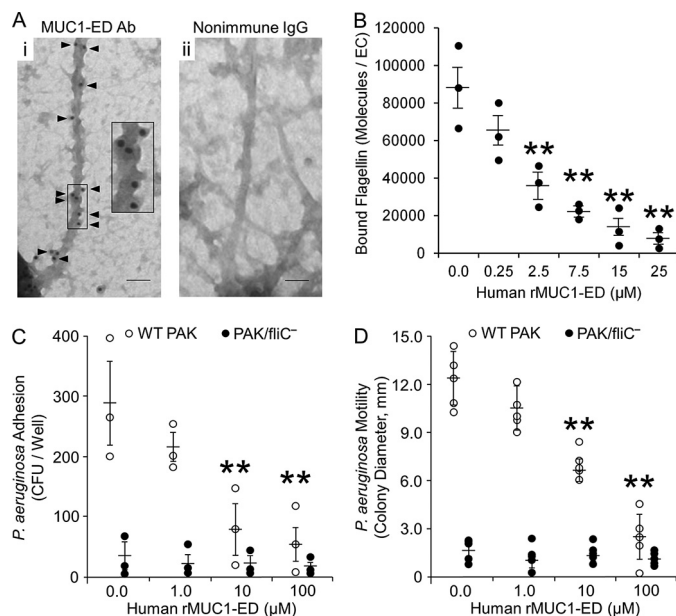 A
MUC1-ED Ab
Nonimmune IgG
i
ii
B
Bound Flagellin (Molecules / EC)
120000
100000
80000
60000
40000
20000
0
**
**
**
**
0.0 0.25 2.5 7.5 15 25
Human rMUC1-ED (µM)
C
○ WT PAK ● PAK/fliC⁻
P. aeruginosa Adhesion
(CFU / Well)
400
300
200
100
0
**
**
0.0 1.0 10 100
Human rMUC1-ED (µM)
D
○ WT PAK ● PAK/fliC⁻
P. aeruginosa Motility
(Colony Diameter, mm)
15.0
12.0
9.0
6.0
3.0
0.0
**
**
0.0 1.0 10 100
Human rMUC1-ED (µM)